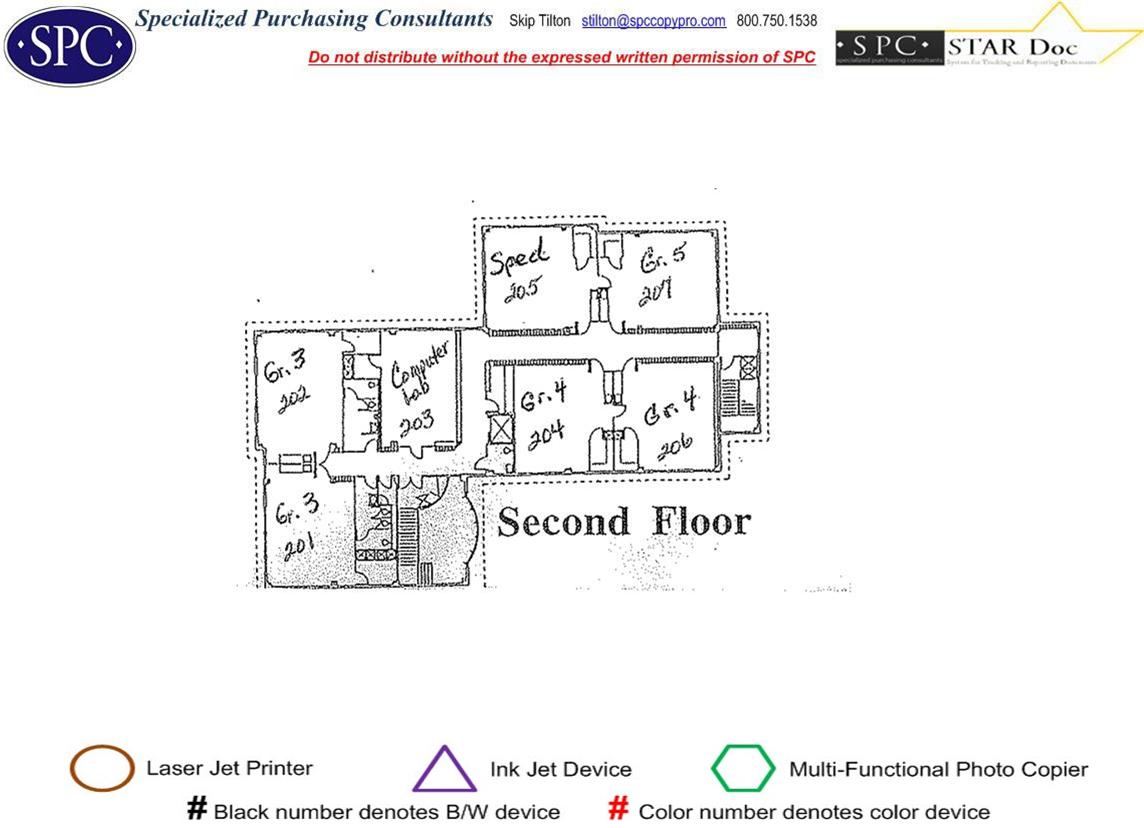 Specialized Purchasing Consultants Skip Tilton stilton@spccopypro.com 800.750.1538
SPC
Do not distribute without the expressed written permission of SPC
· SPC · STAR Doc
specialized purchasing consultants System for Tracking and Reporting Documents
Sped
205
Gr. 5
207
Gr. 3
202
Computer
Lab
203
Gr. 4
204
Gr. 4
206
Gr. 3
201
Second Floor
Laser Jet Printer Ink Jet Device Multi-Functional Photo Copier
# Black number denotes B/W device # Color number denotes color device